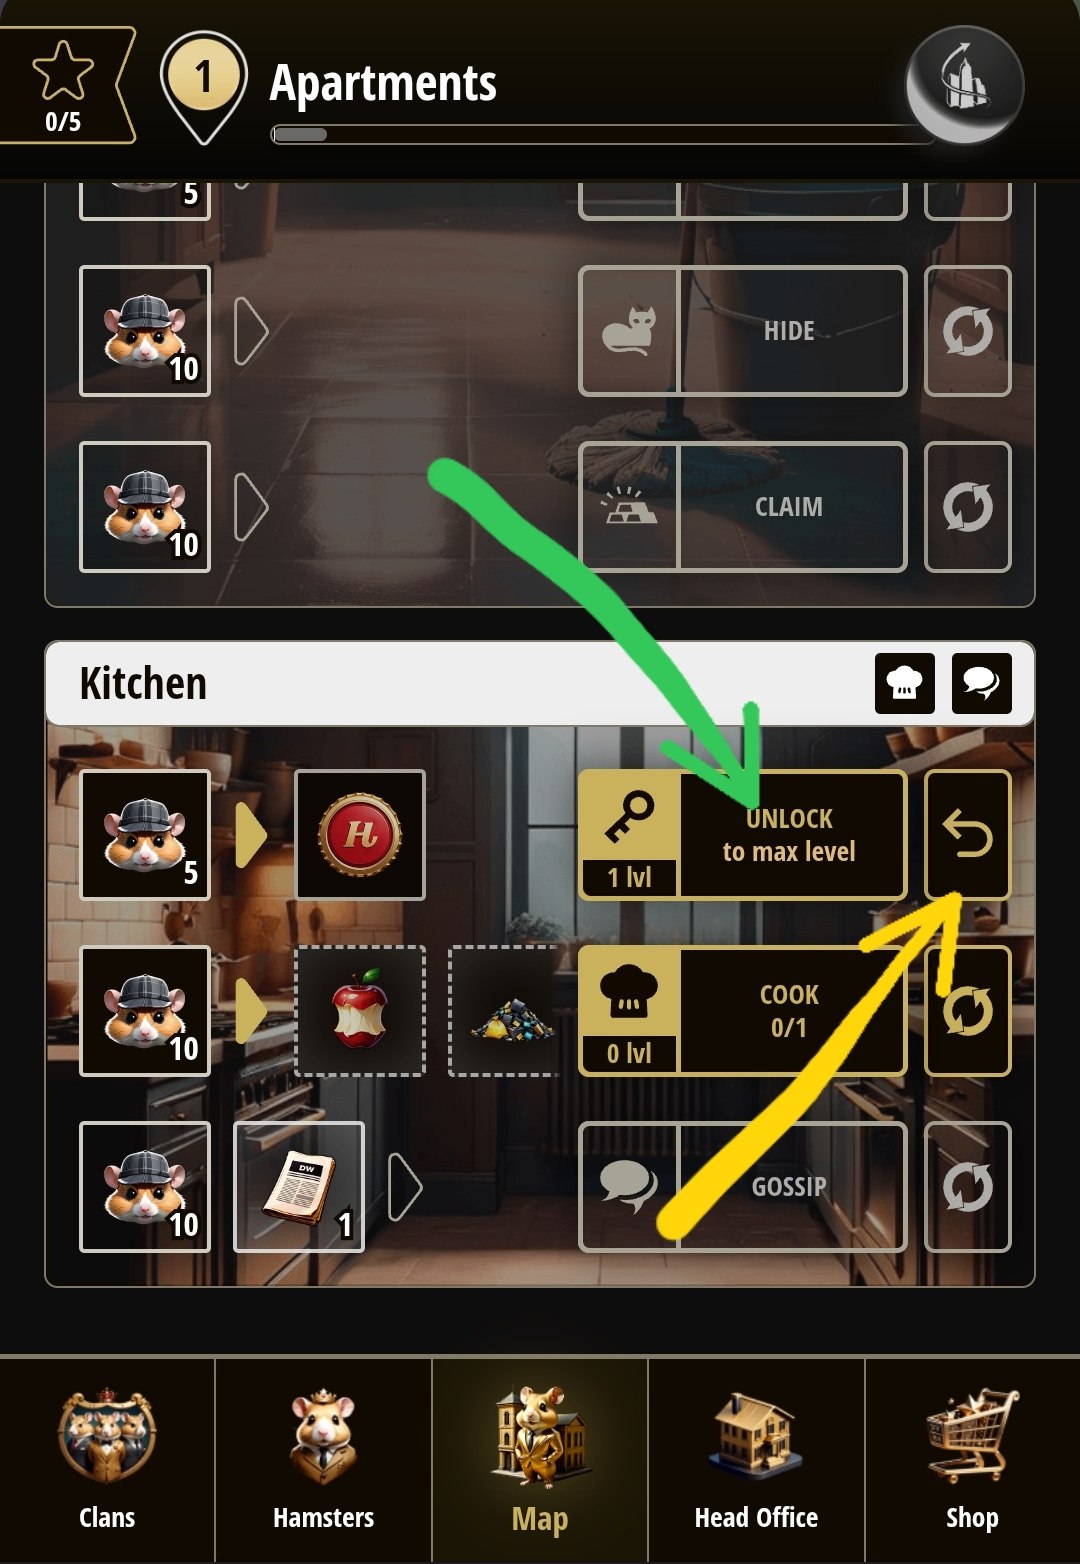 0/5
1
Apartments
5
10
HIDE
10
CLAIM
Kitchen
5
H
1 lvl
UNLOCK
to max level
10
0 lvl
COOK
0/1
10
DW
1
GOSSIP
Clans
Hamsters
Map
Head Office
Shop